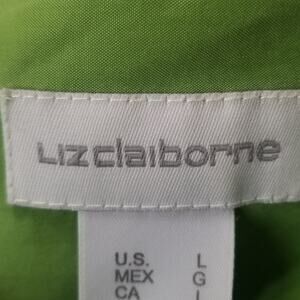 Lizclaiborne
U.S. L
MEX G
CA L